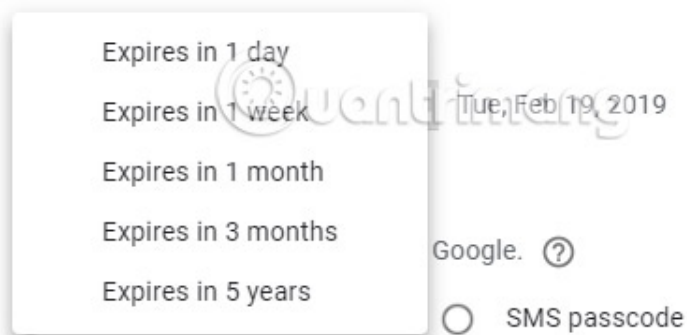 Expires in 1 day
Expires in 1 week
Quantrimang
Tue, Feb 19, 2019
Expires in 1 month
Expires in 3 months
Google.
Expires in 5 years
SMS passcode